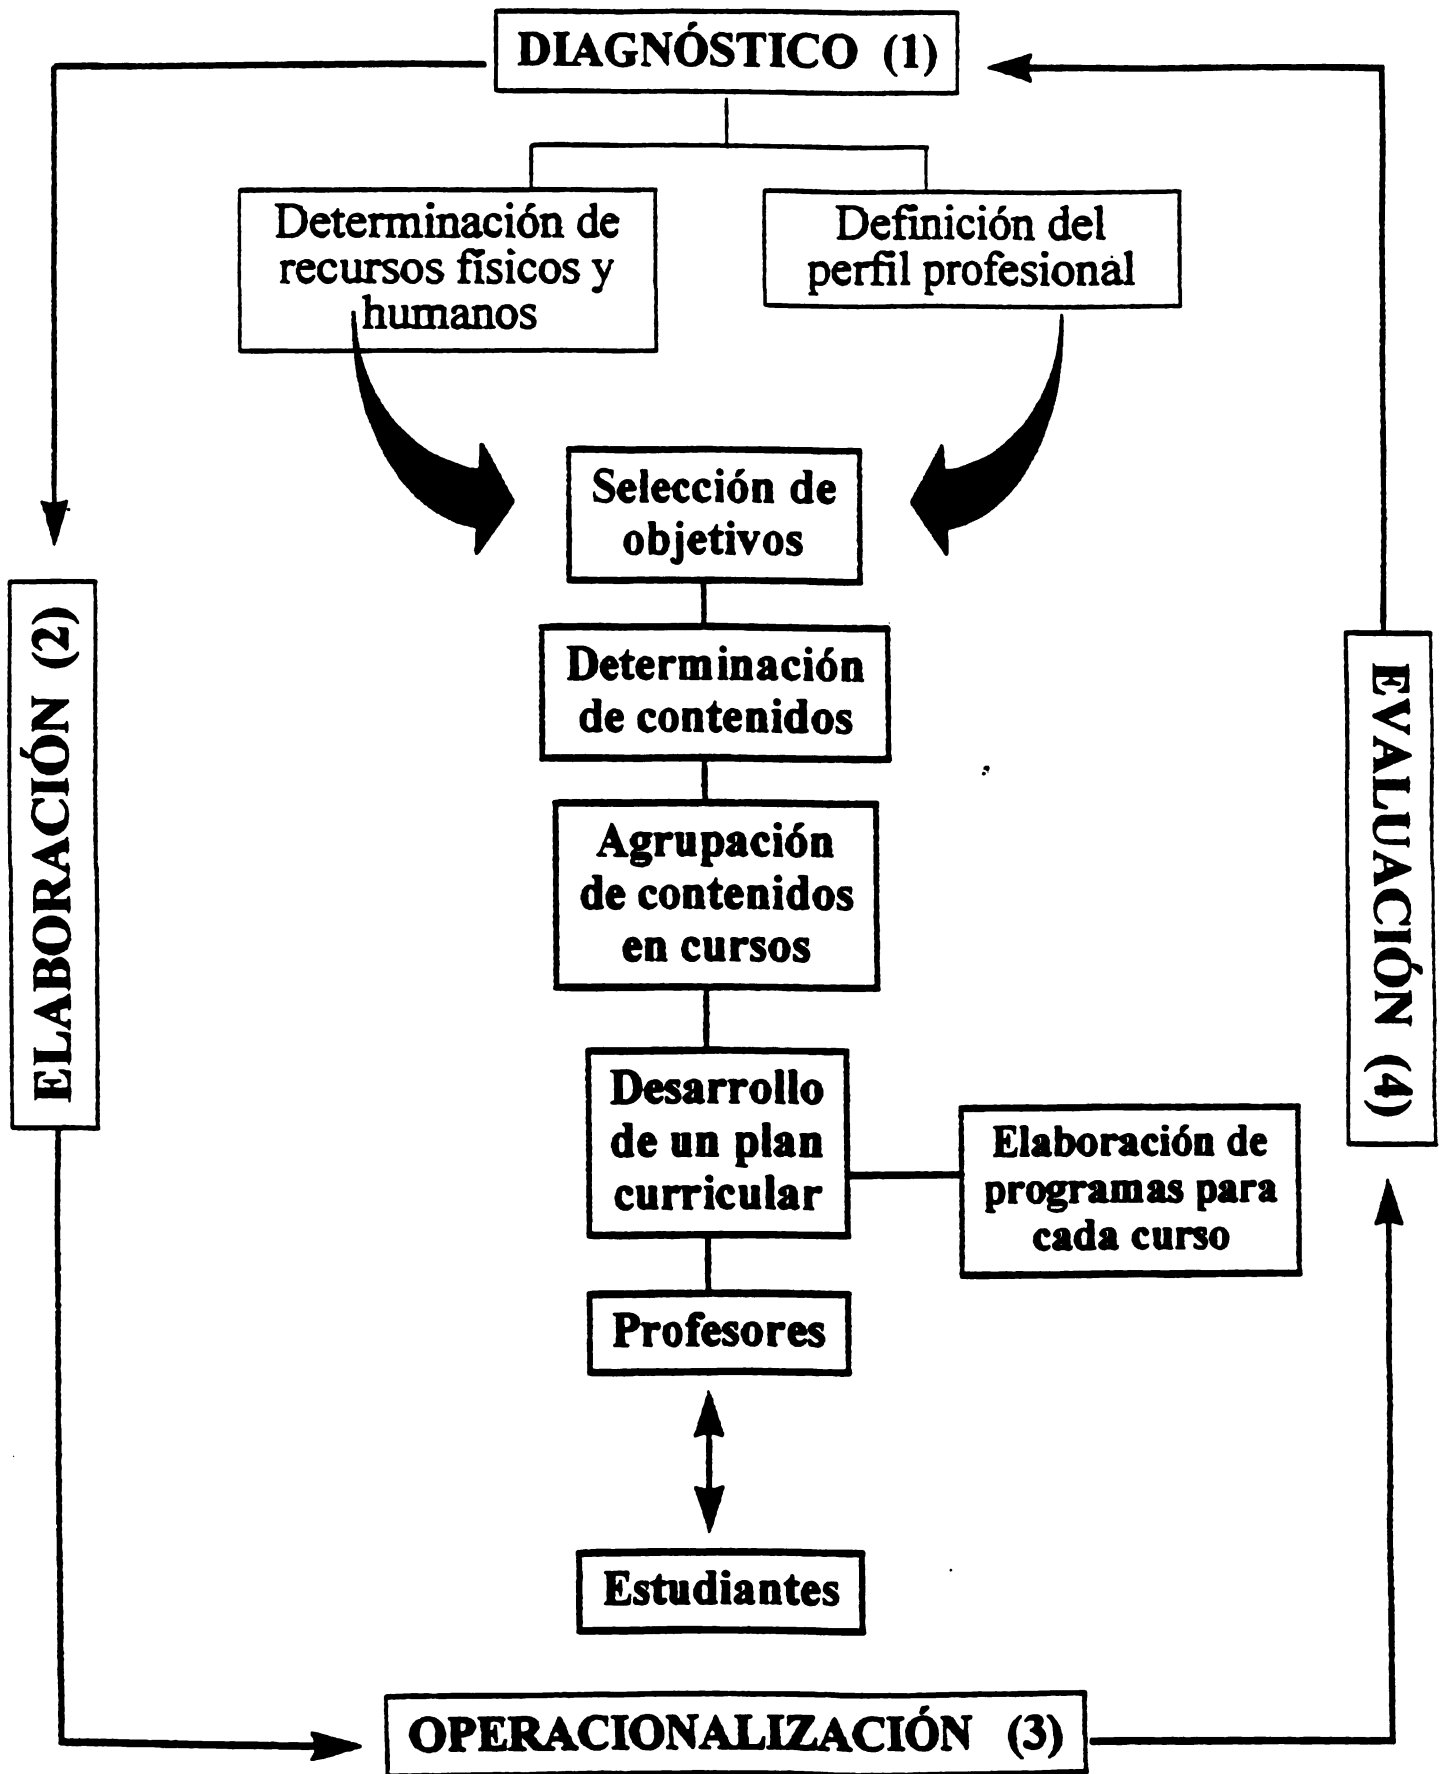 DIAGNÓSTICO (1)
Determinación de
recursos físicos y
humanos
Definición del
perfil profesional
Selección de
objetivos
Determinación
de contenidos
Agrupación
de contenidos
en cursos
Desarrollo
de un plan
curricular
Elaboración de
programas para
cada curso
Profesores
Estudiantes
ELABORACIÓN (2)
OPERACIONALIZACIÓN (3)
EVALUACIÓN (4)